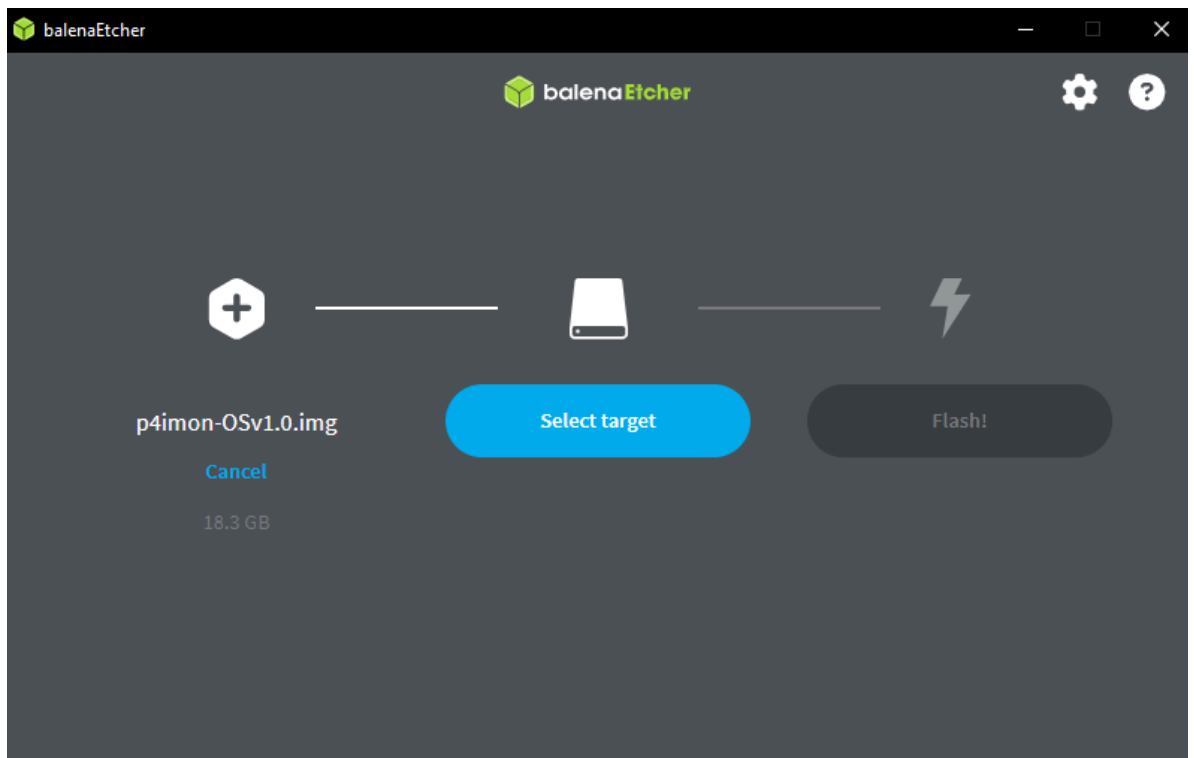 balenaEtcher
balenaEtcher
p4imon-OSv1.0.img
Select target
Flash!
Cancel
18.3 GB